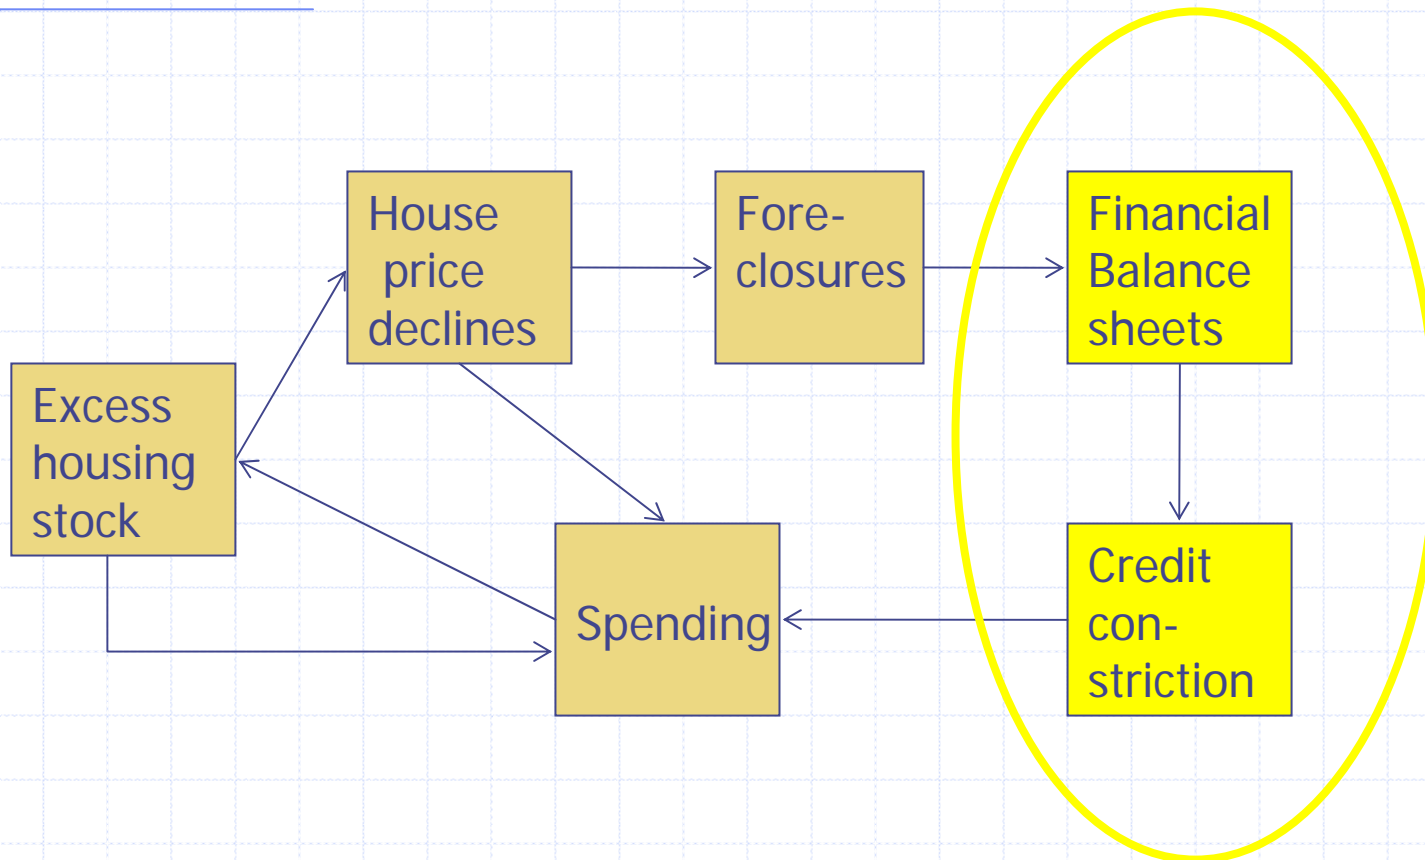 House
price
declines
Fore-
closures
Financial
Balance
sheets
Excess
housing
stock
Spending
Credit
con-
striction